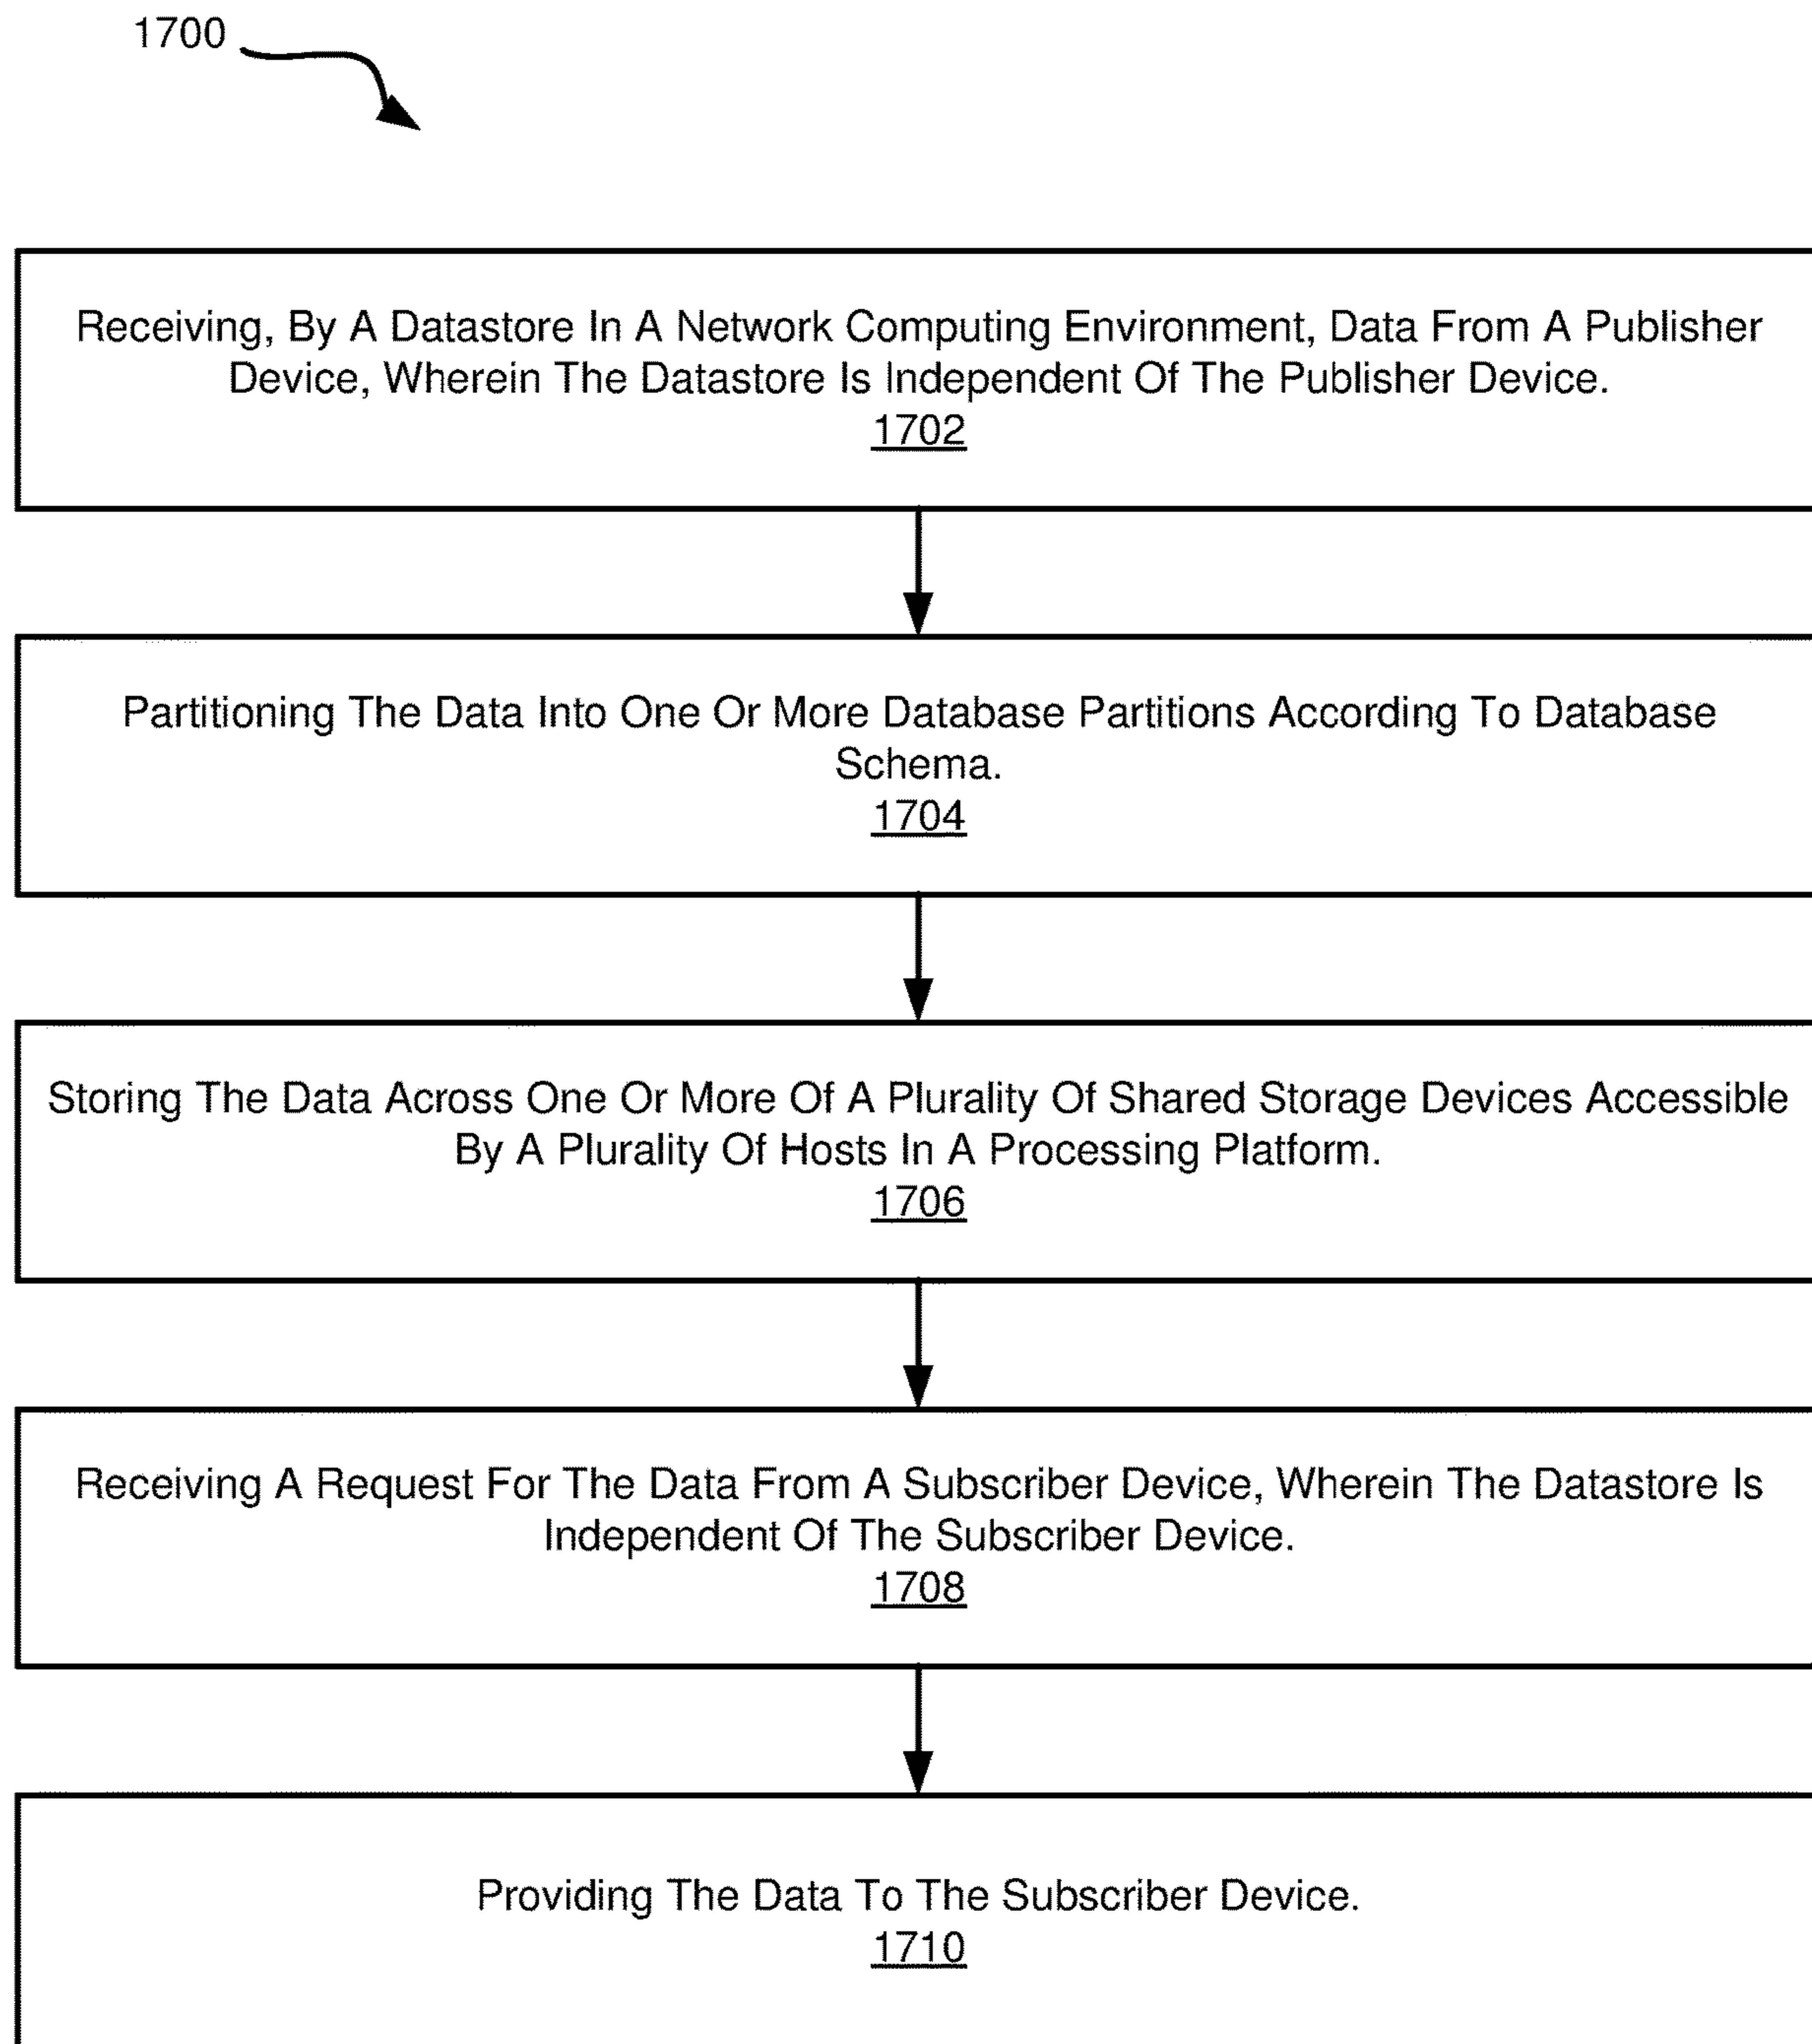 1700
Receiving, By A Datastore In A Network Computing Environment, Data From A Publisher
Device, Wherein The Datastore Is Independent Of The Publisher Device.
1702
Partitioning The Data Into One Or More Database Partitions According To Database
Schema.
1704
Storing The Data Across One Or More Of A Plurality Of Shared Storage Devices Accessible
By A Plurality Of Hosts In A Processing Platform.
1706
Receiving A Request For The Data From A Subscriber Device, Wherein The Datastore Is
Independent Of The Subscriber Device.
1708
Providing The Data To The Subscriber Device.
1710